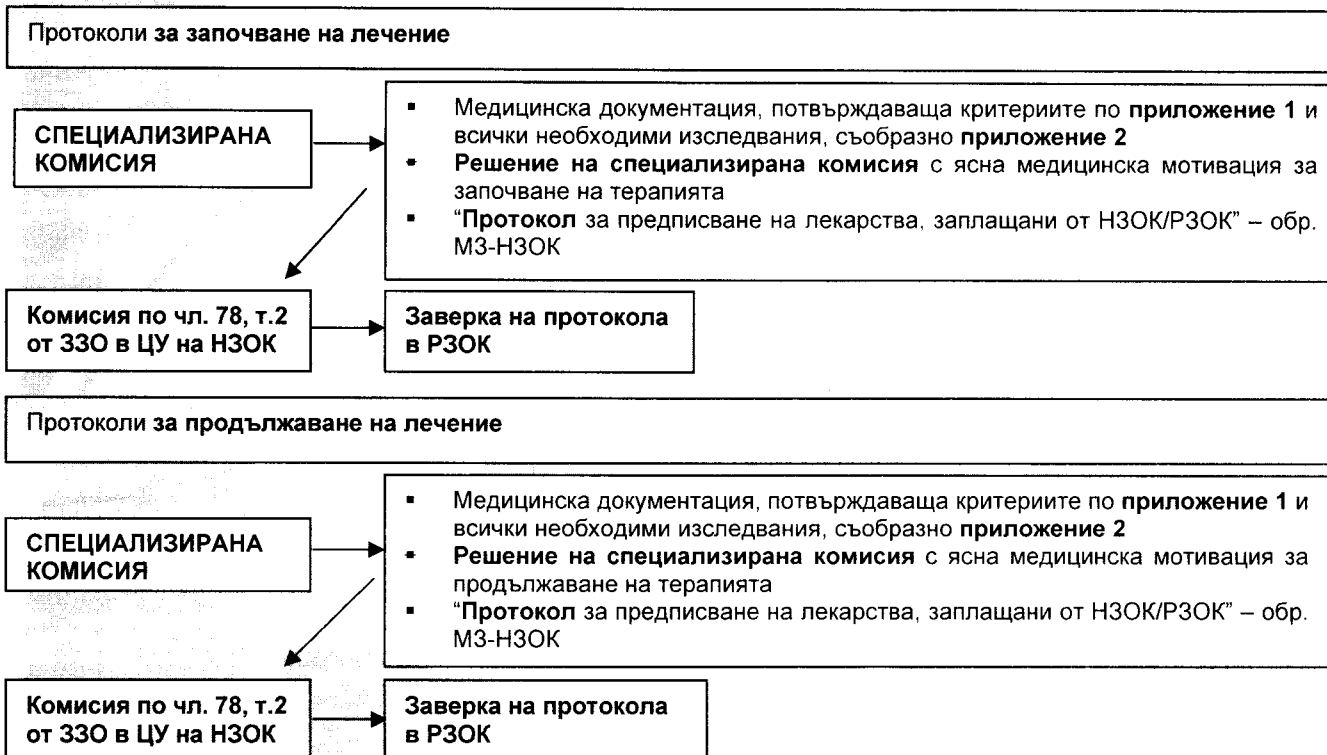 Протоколи за започване на лечение
СПЕЦИАЛИЗИРАНА
КОМИСИЯ
▪ Медицинска документация, потвърждаваща критериите по приложение 1 и
всички необходими изследвания, съобразно приложение 2
▪ Решение на специализирана комисия с ясна медицинска мотивация за
започване на терапията
▪ “Протокол за предписване на лекарства, заплащани от НЗОК/РЗОК” – обр.
МЗ-НЗОК
Комисия по чл. 78, т.2
от ЗЗО в ЦУ на НЗОК
Заверка на протокола
в РЗОК
Протоколи за продължаване на лечение
СПЕЦИАЛИЗИРАНА
КОМИСИЯ
▪ Медицинска документация, потвърждаваща критериите по приложение 1 и
всички необходими изследвания, съобразно приложение 2
▪ Решение на специализирана комисия с ясна медицинска мотивация за
продължаване на терапията
▪ “Протокол за предписване на лекарства, заплащани от НЗОК/РЗОК” – обр.
МЗ-НЗОК
Комисия по чл. 78, т.2
от ЗЗО в ЦУ на НЗОК
Заверка на протокола
в РЗОК